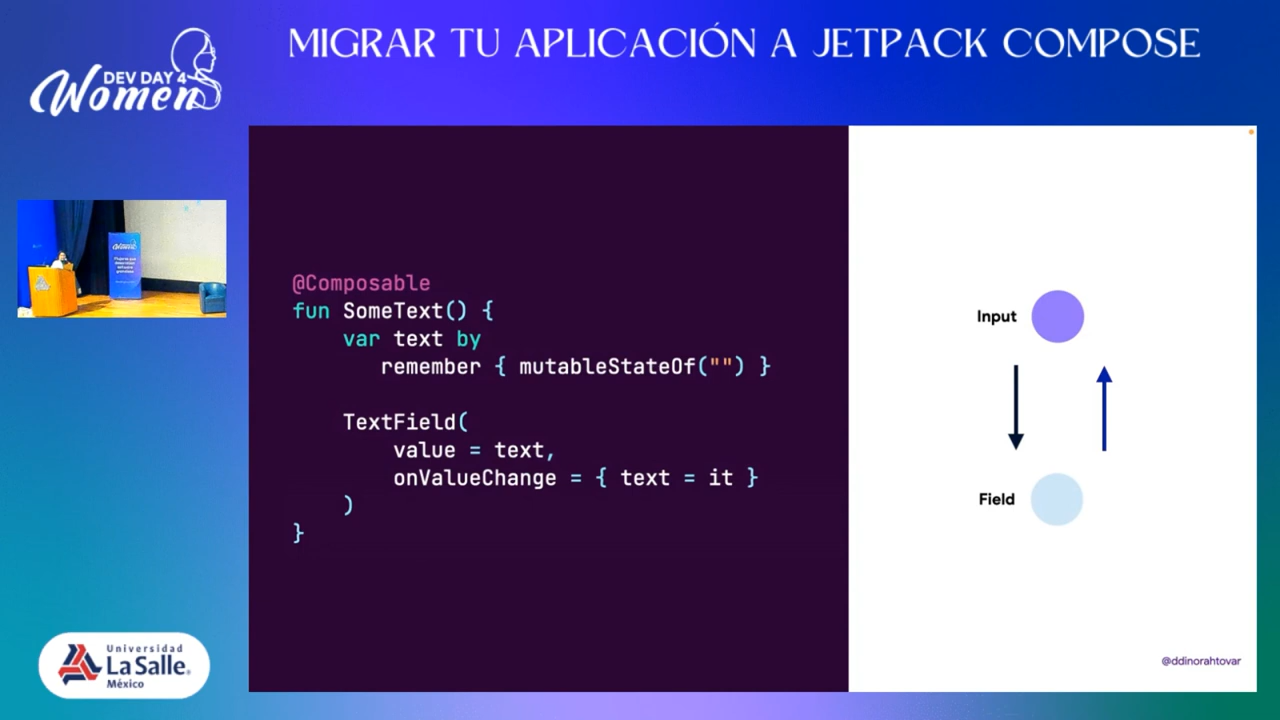 DEV DAY 4
Women
MIGRAR TU APLICACIÓN A JETPACK COMPOSE
@Composable
fun SomeText() {
    var text by
       remember { mutableStateOf("") }

    TextField(
        value = text,
        onValueChange = { text = it }
    )
}
Input
Field
@ddinorahtovar
Universidad
La Salle®
México